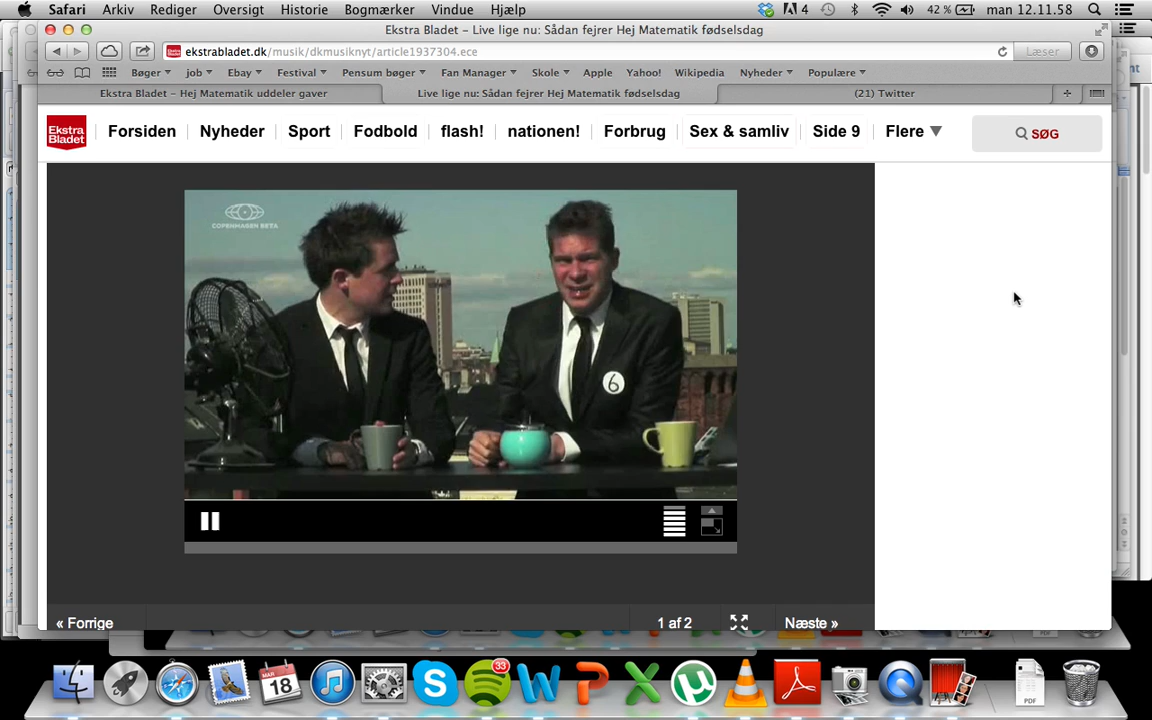 Safari Arkiv Rediger Oversigt Historie Bogmærker Vindue Hjælp 4 42 % man 12.11.58
Ekstra Bladet – Live lige nu: Sådan fejrer Hej Matematik fødselsdag
Ekstra Bladet ekstrabladet.dk/musik/dkmusiknyt/article1937304.ece Læser
Bøger job Ebay Festival Pensum bøger Fan Manager Skole Apple Yahoo! Wikipedia Nyheder Populære
Ekstra Bladet – Hej Matematik uddeler gaver Live lige nu: Sådan fejrer Hej Matematik fødselsdag (21) Twitter
Ekstra Bladet Forsiden Nyheder Sport Fodbold flash! nationen! Forbrug Sex & samliv Side 9 Flere SØG
COPENHAGEN BETA
6
« Forrige 1 af 2 Næste »
MAR 18 33 PDF